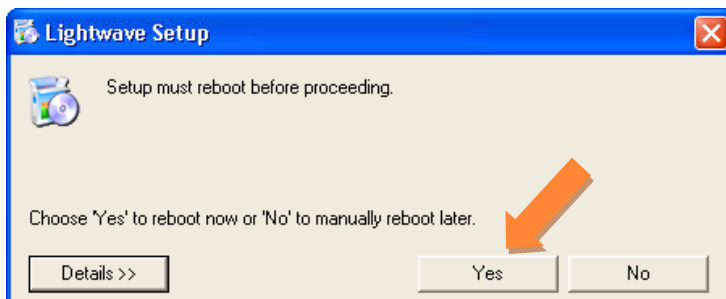 Lightwave Setup
Setup must reboot before proceeding.
Choose 'Yes' to reboot now or 'No' to manually reboot later.
Details >>
Yes
No